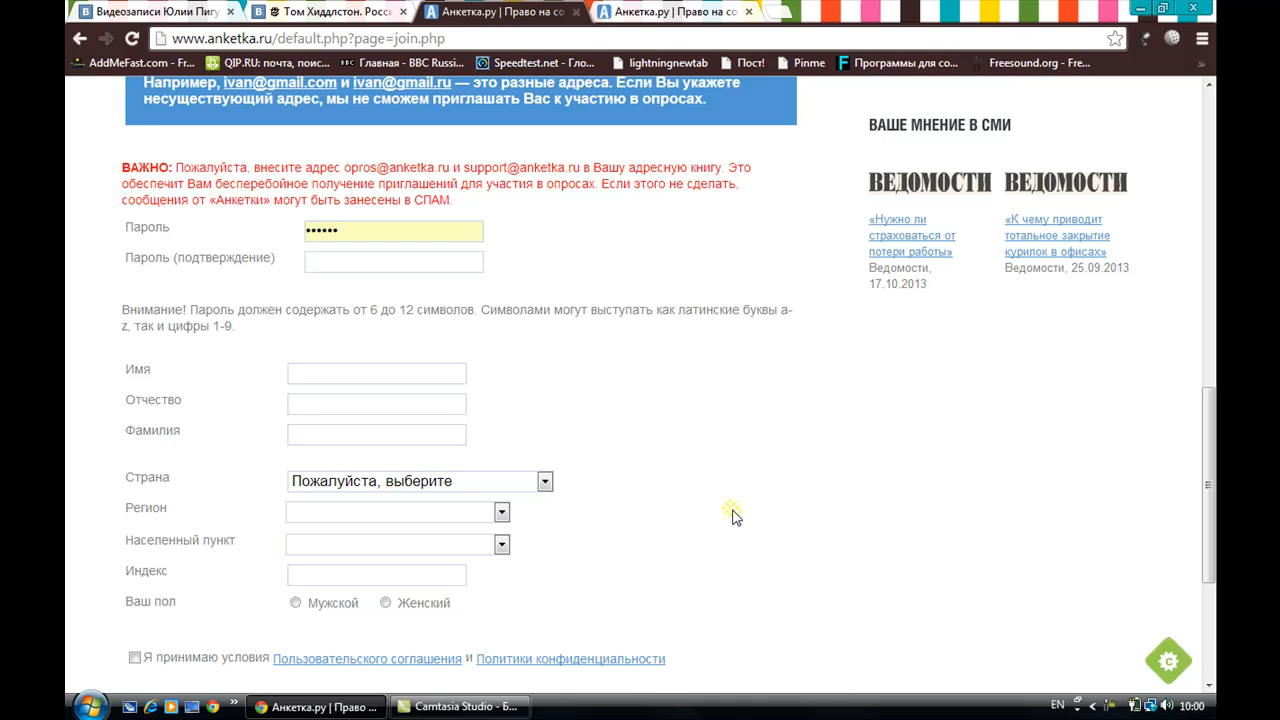 Видеозаписи Юлии Пигу
Том Хиддлстон. Росси
Анкетка.ру | Право на со
Анкетка.ру | Право на со
www.anketka.ru/default.php?page=join.php
AddMeFast.com - Fr...
QIP.RU: почта, поис...
Главная - BBC Russi...
Speedtest.net - Гло...
lightningnewtab
Пост!
Pinme
Программы для со...
Freesound.org - Fre...
Например, ivan@gmail.com и ivan@gmail.ru — это разные адреса. Если Вы укажете
несуществующий адрес, мы не сможем приглашать Вас к участию в опросах.
ВАЖНО: Пожалуйста, внесите адрес opros@anketka.ru и support@anketka.ru в Вашу адресную книгу. Это
обеспечит Вам бесперебойное получение приглашений для участия в опросах. Если этого не сделать,
сообщения от «Анкетки» могут быть занесены в СПАМ.
Пароль
Пароль (подтверждение)
Внимание! Пароль должен содержать от 6 до 12 символов. Символами могут выступать как латинские буквы a-
z, так и цифры 1-9.
Имя
Отчество
Фамилия
Страна Пожалуйста, выберите
Регион
Населенный пункт
Индекс
Ваш пол Мужской Женский
Я принимаю условия Пользовательского соглашения и Политики конфиденциальности
ВАШЕ МНЕНИЕ В СМИ
ВЕДОМОСТИ
«Нужно ли
страховаться от
потери работы»
Ведомости,
17.10.2013
ВЕДОМОСТИ
«К чему приводит
тотальное закрытие
курилок в офисах»
Ведомости, 25.09.2013
Анкетка.ру | Право ...
Camtasia Studio - Б...
EN
10:00